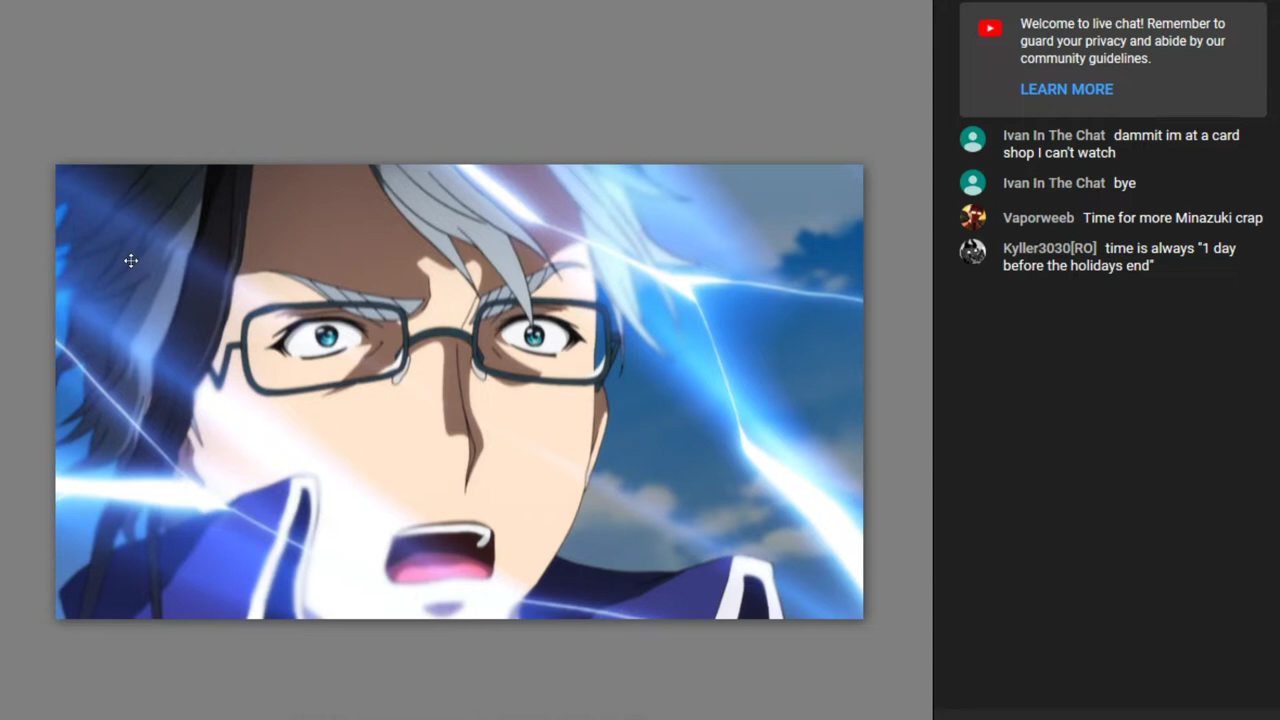 Welcome to live chat! Remember to
guard your privacy and abide by our
community guidelines.
LEARN MORE
Ivan In The Chat dammit im at a card
shop I can't watch
Ivan In The Chat bye
Vaporweeb Time for more Minazuki crap
Kyller3030[RO] time is always "1 day
before the holidays end"